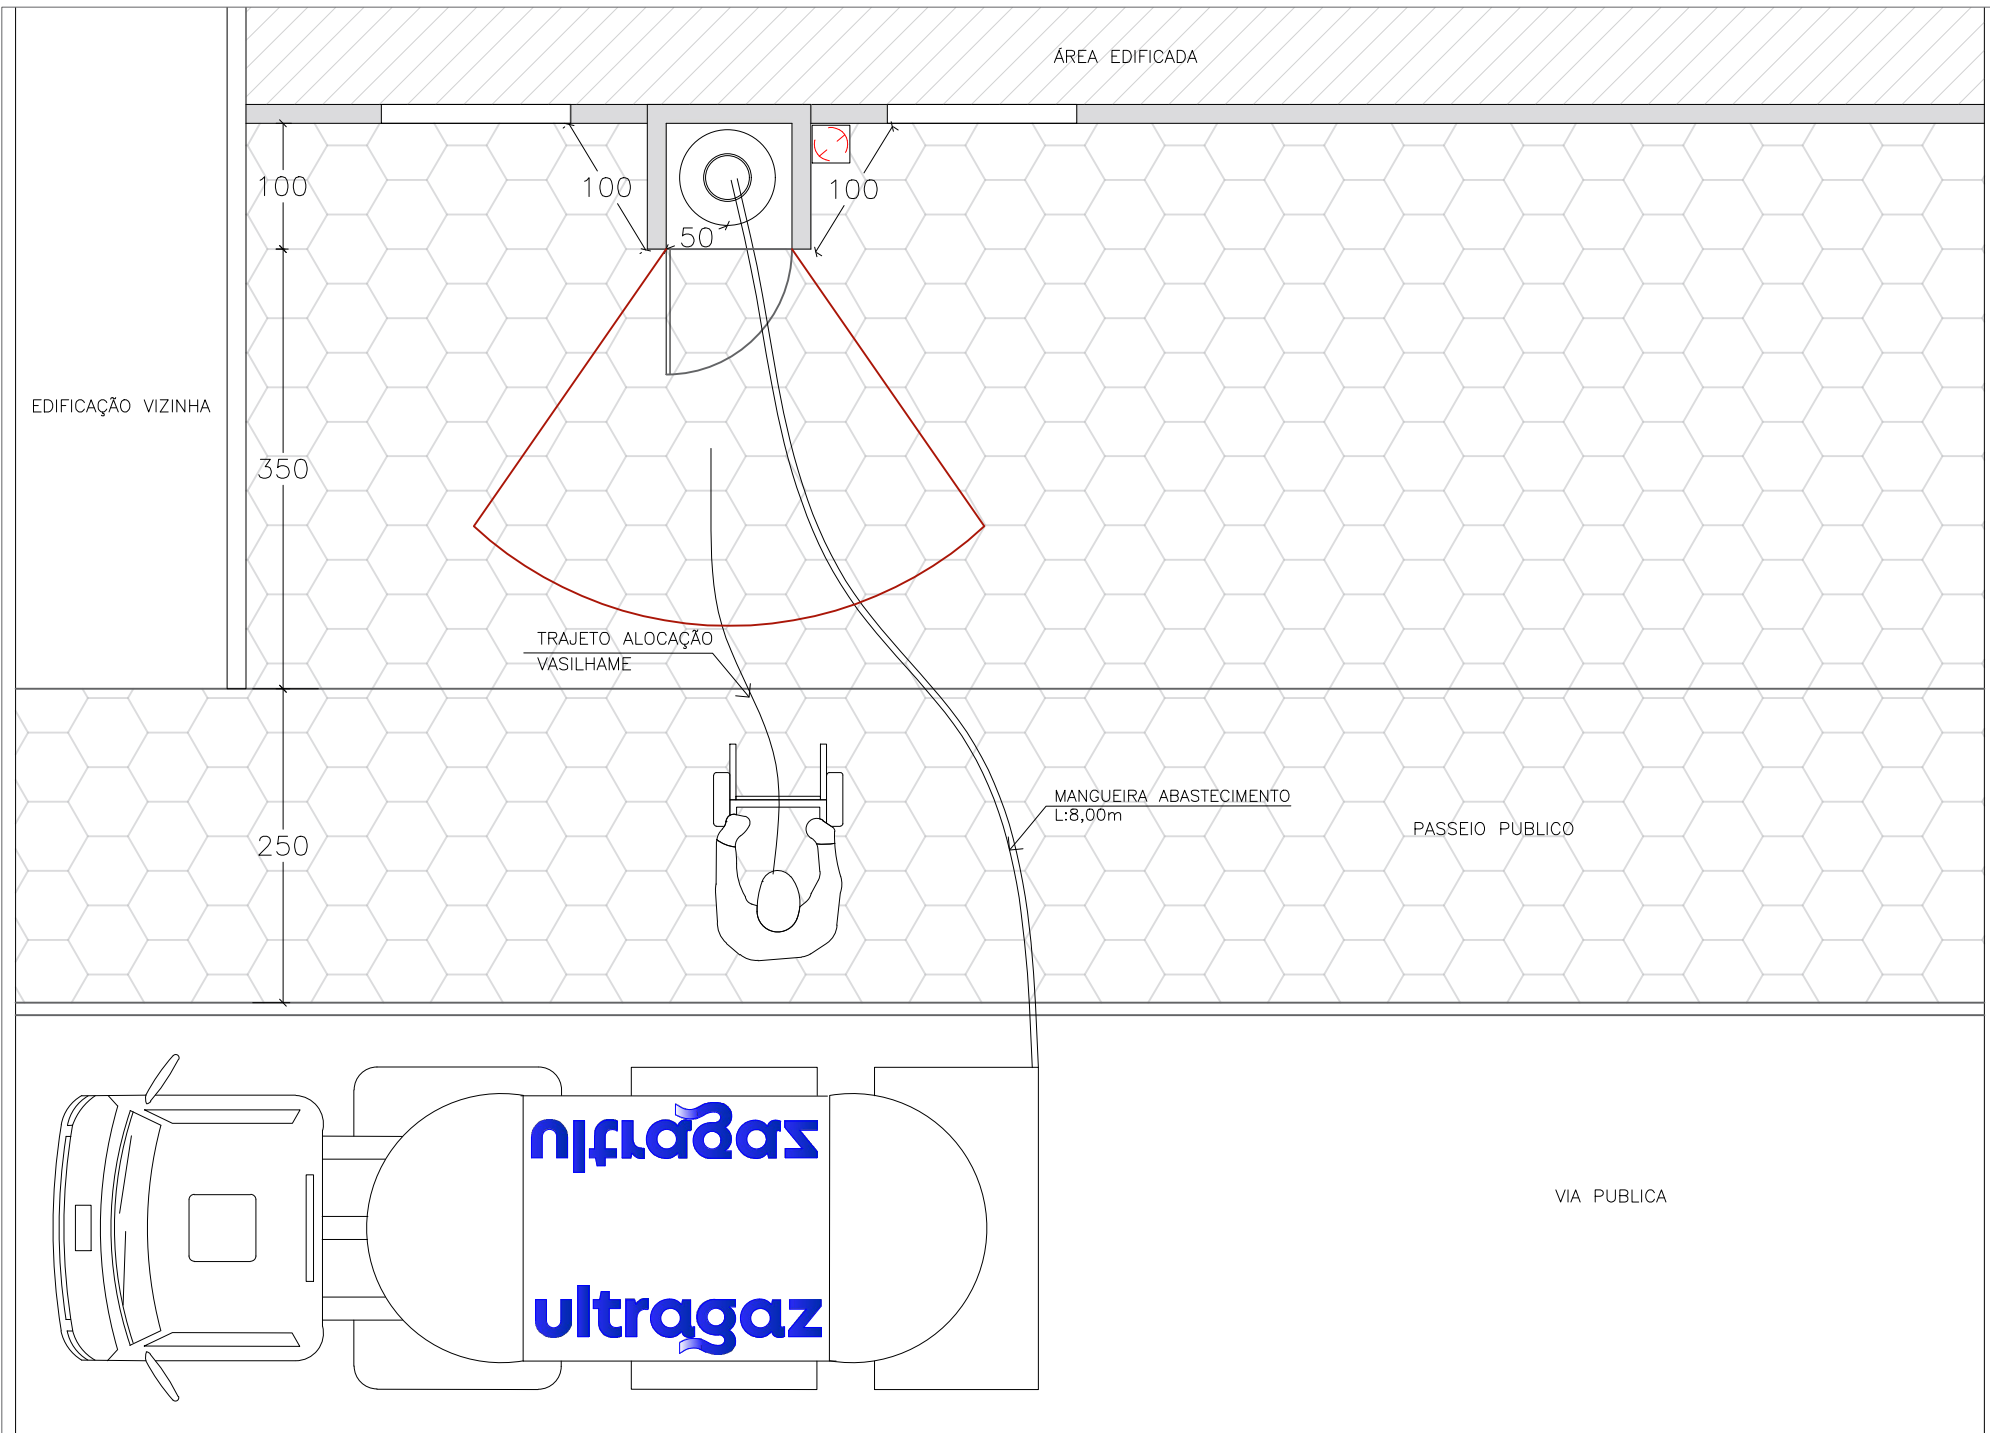 ÁREA EDIFICADA
100
100
100
50
EDIFICAÇÃO VIZINHA
350
TRAJETO ALOCAÇÃO
VASILHAME
MANGUEIRA ABASTECIMENTO
L:8,00m
PASSEIO PUBLICO
250
ultragaz
VIA PUBLICA
ultragaz